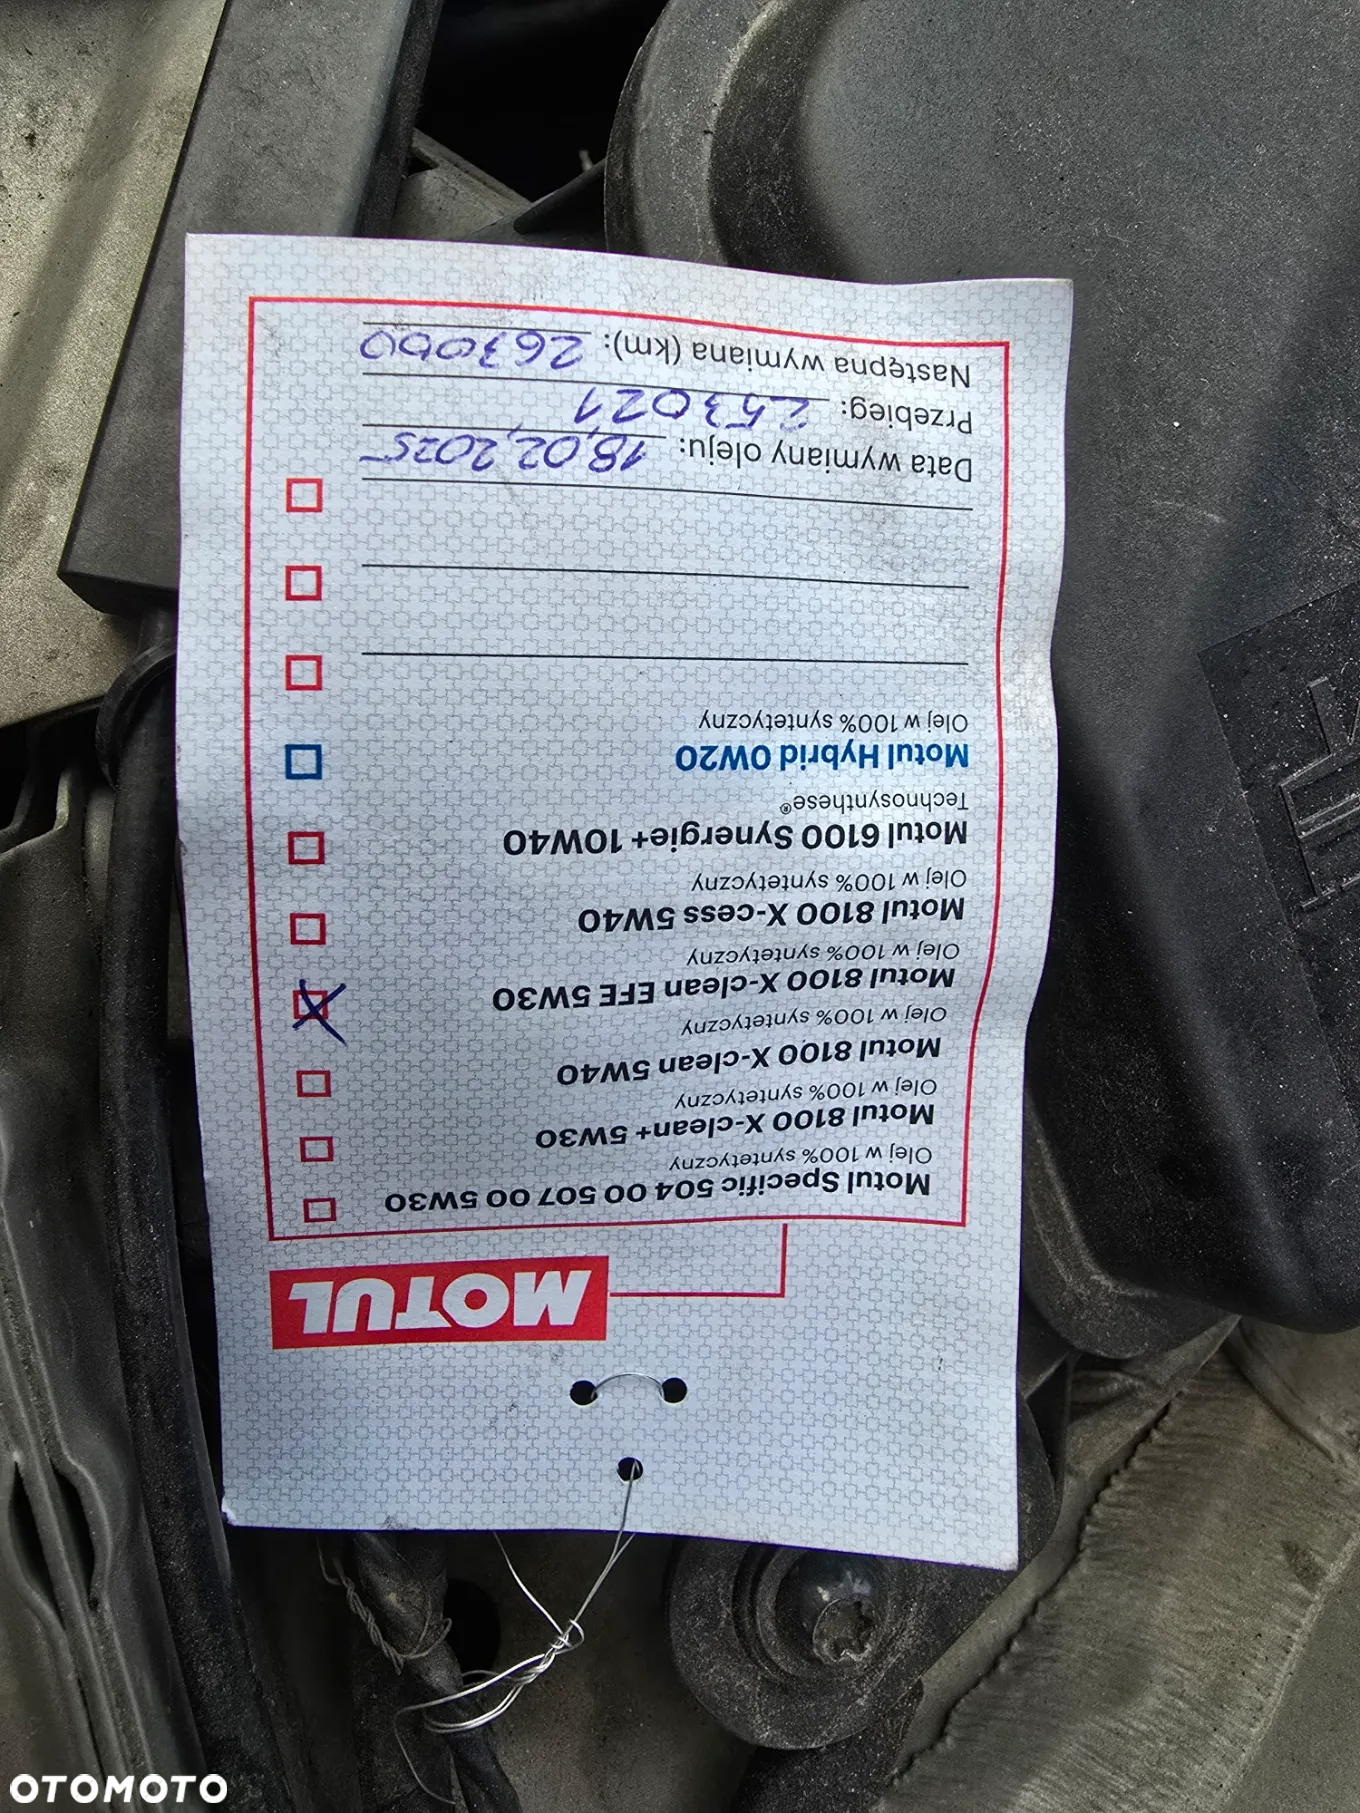 MOTUL
Motul Specific 504 00 507 00 5W30
Olej w 100% syntetyczny
Motul 8100 X-clean+ 5W30
Olej w 100% syntetyczny
Motul 8100 X-clean 5W40
Olej w 100% syntetyczny
Motul 8100 X-clean EFE 5W30
Olej w 100% syntetyczny
Motul 8100 X-cess 5W40
Olej w 100% syntetyczny
Motul 6100 Synergie+ 10W40
Technosynthese®
Motul Hybrid 0W20
Olej w 100% syntetyczny
Data wymiany oleju: 18,02,2025
Przebieg: 253021
Następna wymiana (km): 263000
OTOMOTO